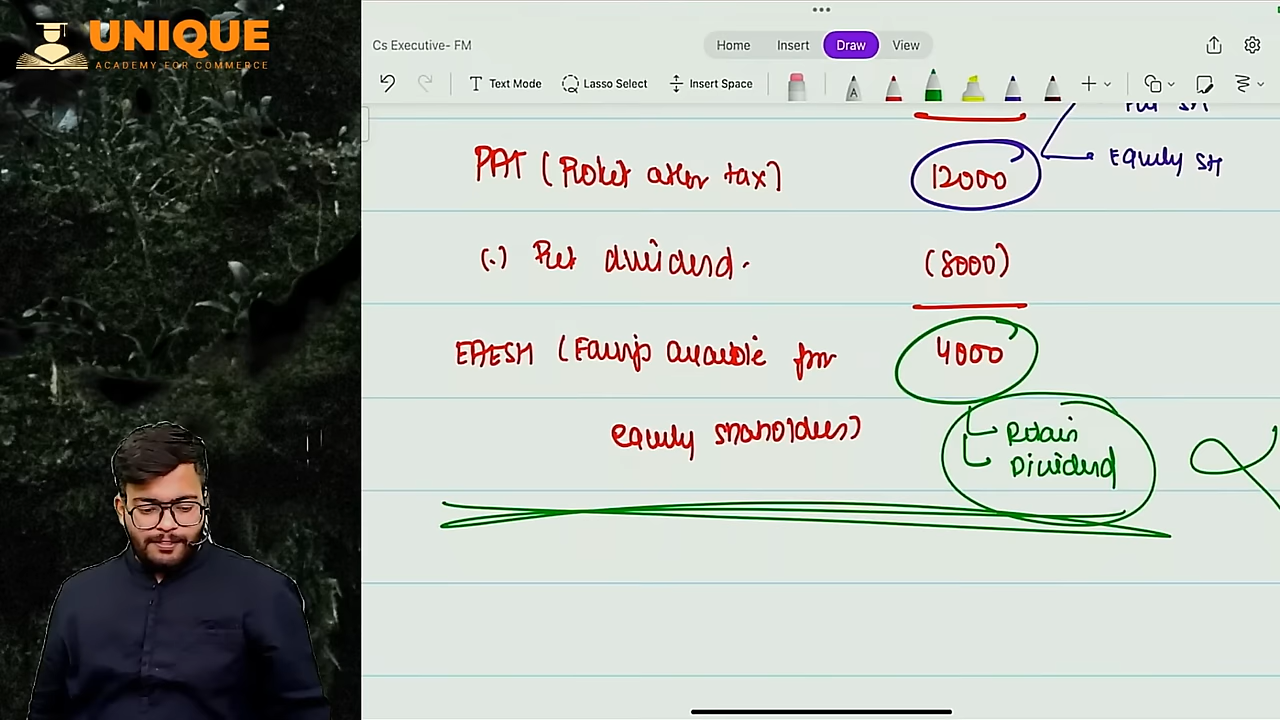 UNIQUE
ACADEMY FOR COMMERCE
Cs Executive- FM
Home Insert Draw View
Text Mode Lasso Select Insert Space
Equity SH
PAT (Profit after tax) 12000
(-) Pref dividend. (8000)
EAESH (Earnings available for 4000
equity shareholders)
Retain
Dividend